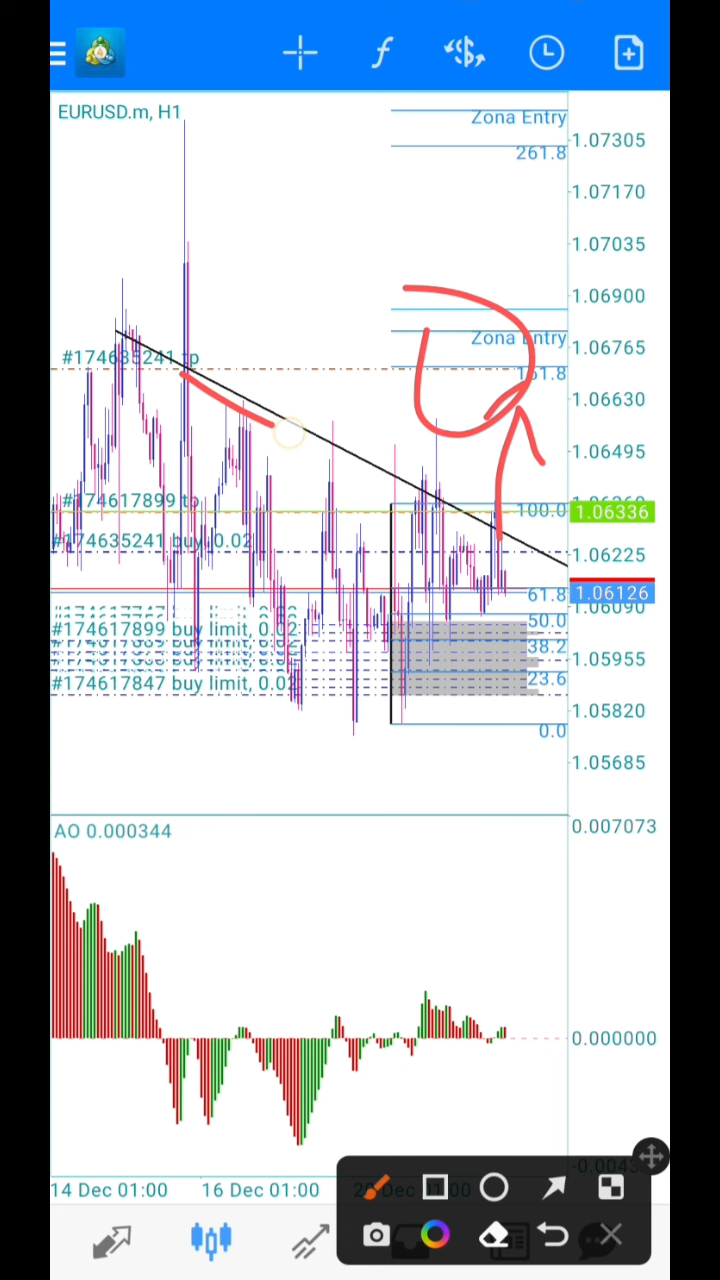 f
$
EURUSD.m, H1
Zona Entry
261.8
1.07305
1.07170
1.07035
1.06900
Zona Entry
1.06765
#174635241 tp
161.8
1.06630
1.06495
#174617899 tp
100.0
1.06336
#174635241 buy, 0.02
1.06225
61.8
1.06126
1.06090
50.0
#174617899 buy limit, 0.02
38.2
1.05955
#174617847 buy limit, 0.02
23.6
1.05820
0.0
1.05685
AO 0.000344
0.007073
0.000000
14 Dec 01:00
16 Dec 01:00